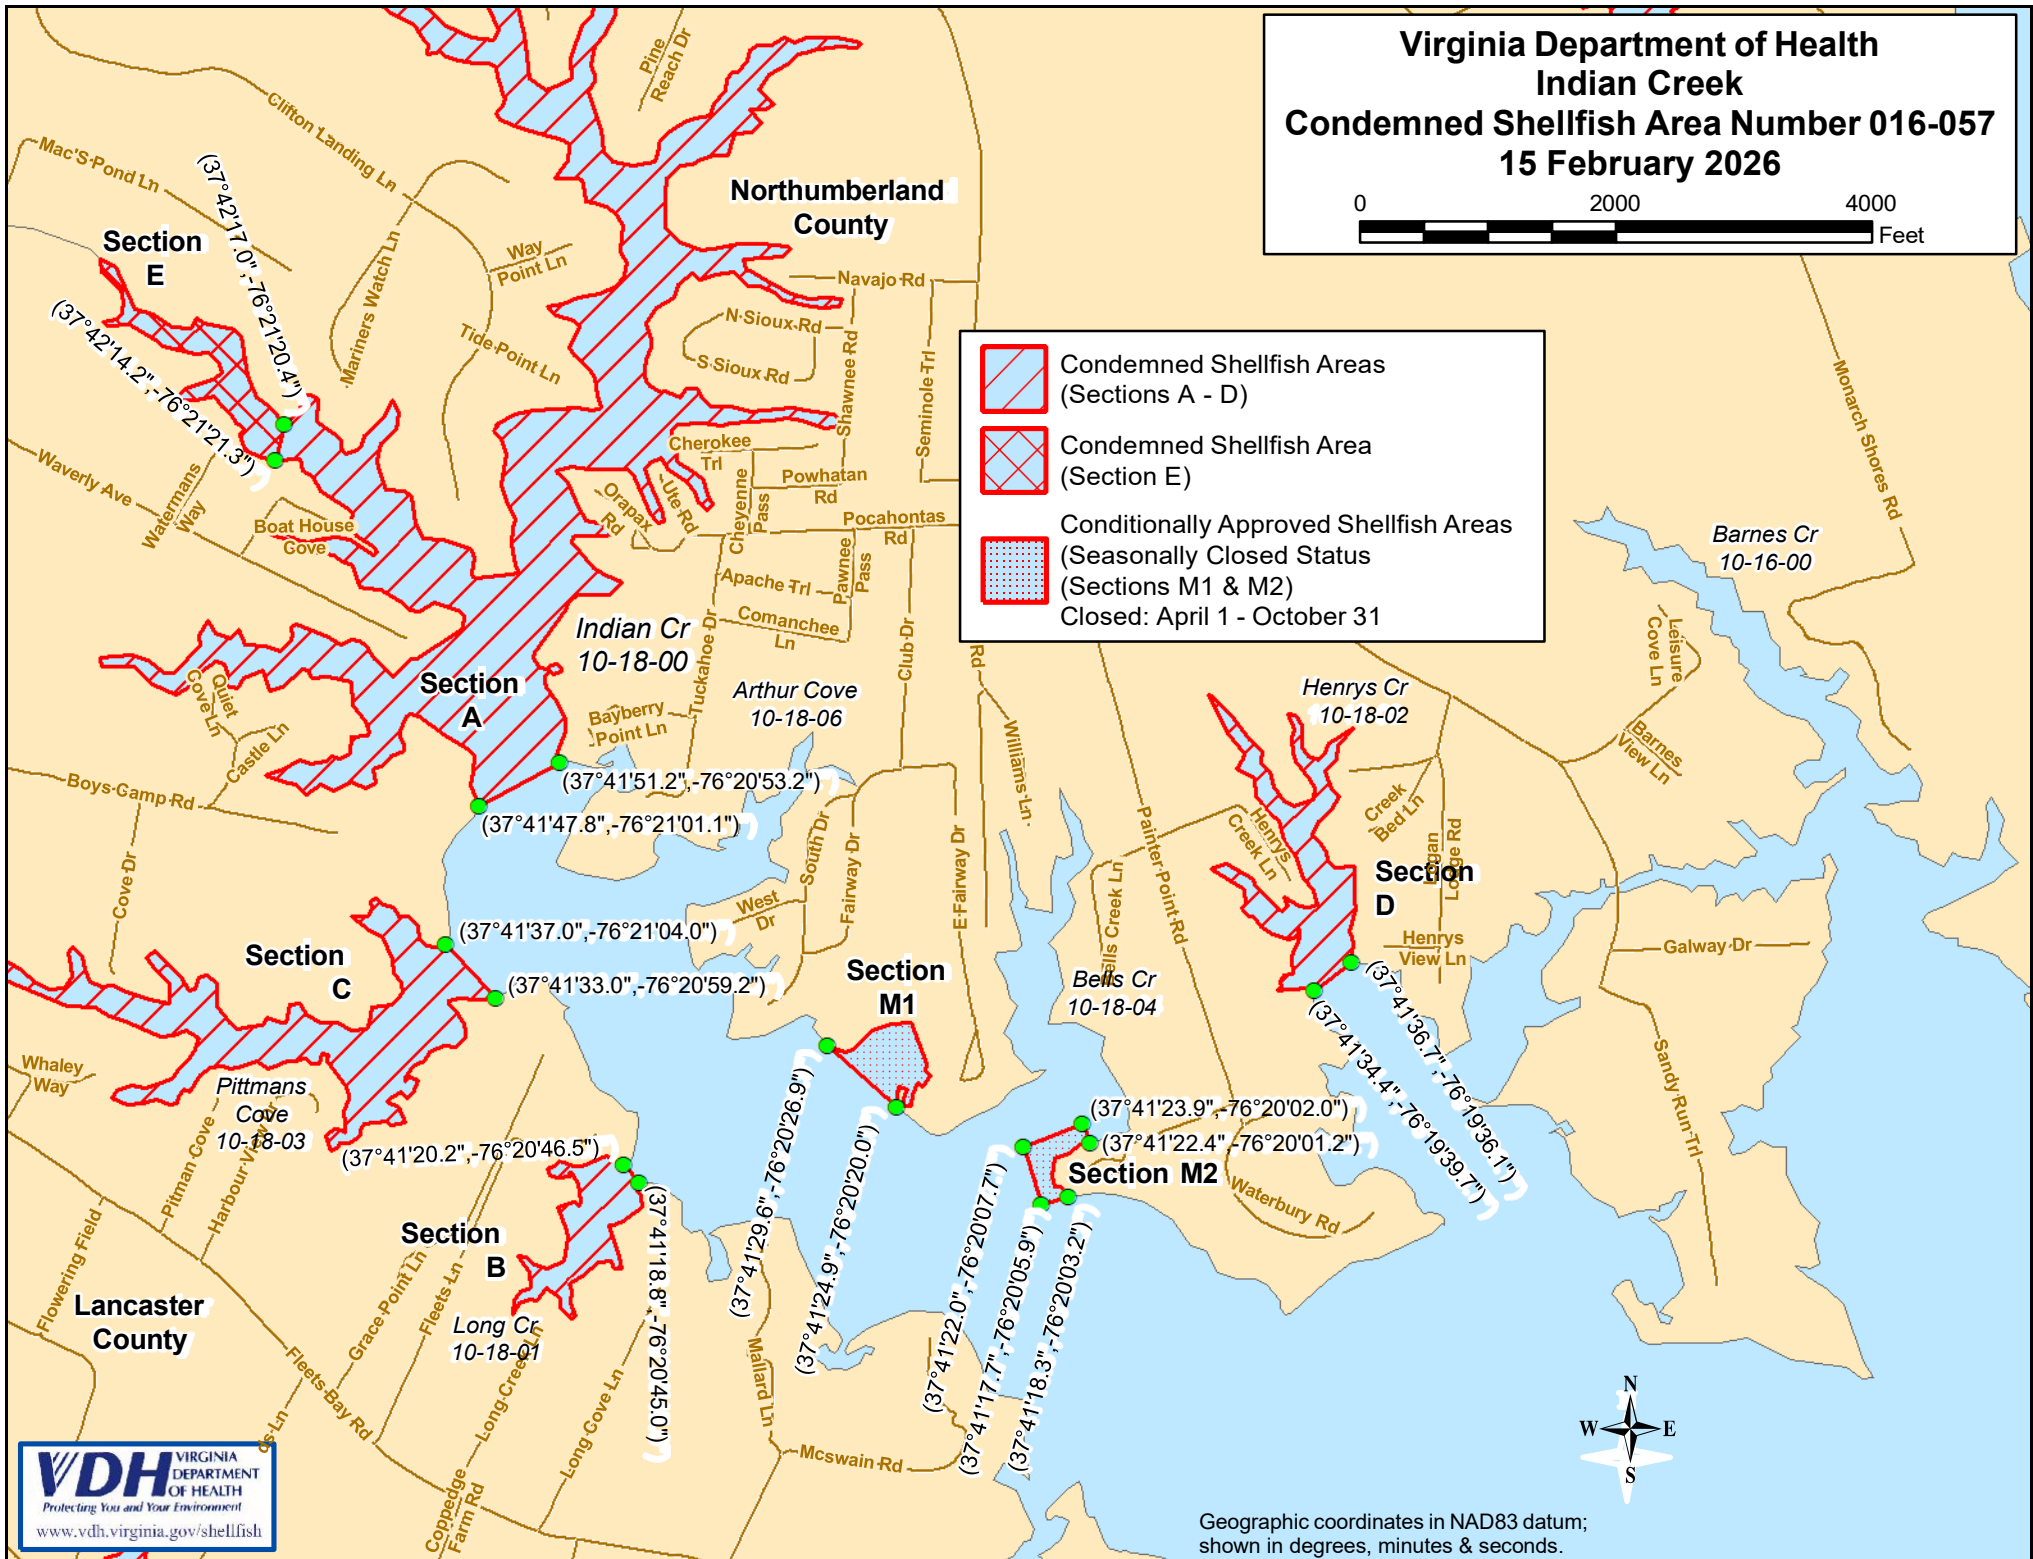 Virginia Department of Health
Indian Creek
Condemned Shellfish Area Number 016-057
15 February 2026
0 2000 4000
Feet
Pine
Reach Dr
Clifton Landing Ln
Mac'S Pond Ln
(37°42'17.0",-76°21'20.4")
Northumberland
County
Section
E
Mariners Watch Ln
Way
Point Ln
Navajo Rd
(37°42'14.2",-76°21'21.3")
Tide Point Ln
N Sioux Rd
S Sioux Rd
Shawnee Rd
Seminole Trl
Condemned Shellfish Areas
(Sections A - D)
Condemned Shellfish Area
(Section E)
Conditionally Approved Shellfish Areas
(Seasonally Closed Status
(Sections M1 & M2)
Closed: April 1 - October 31
Monarch Shores Rd
Waverly Ave
Watermans
Way
Boat House
Cove
Cherokee
Trl
Orapax
Rd
Ute Rd
Cheyenne
Pass
Powhatan
Rd
Pocahontas
Rd
Pawnee
Pass
Apache Trl
Comanchee
Ln
Barnes Cr
10-16-00
Indian Cr
10-18-00
Tuckahoe Dr
Club Dr
Rd
Leisure
Cove Ln
Section
A
Quiet
Cove Ln
Castle Ln
Bayberry
Point Ln
Arthur Cove
10-18-06
Williams Ln
Henrys Cr
10-18-02
Barnes
View Ln
Boys Camp Rd
(37°41'51.2",-76°20'53.2")
(37°41'47.8",-76°21'01.1")
South Dr
Fairway Dr
E Fairway Dr
Painter Point Rd
Henrys
Creek Ln
Creek
Bed Ln
Logan
Lodge Rd
Section
D
Cove Dr
West
Dr
Bells Creek Ln
Henrys
View Ln
Galway Dr
Section
C
(37°41'37.0",-76°21'04.0")
(37°41'33.0",-76°20'59.2")
Section
M1
Bells Cr
10-18-04
(37°41'36.7",-76°19'36.1")
(37°41'34.4",-76°19'39.7")
Sandy Run Trl
Whaley
Way
Pittmans
Cove
10-18-03
Pitman Cove
Harbour View Dr
(37°41'20.2",-76°20'46.5")
(37°41'18.8",-76°20'45.0")
(37°41'29.6",-76°20'26.9")
(37°41'24.9",-76°20'20.0")
(37°41'23.9",-76°20'02.0")
(37°41'22.4",-76°20'01.2")
Section M2
Waterbury Rd
(37°41'22.0",-76°20'07.7")
(37°41'17.7",-76°20'05.9")
(37°41'18.3",-76°20'03.2")
Section
B
Flowering Field
Lancaster
County
Grace Point Ln
Fleets Ln
Long Cr
10-18-01
Long Creek Ln
Fleets Bay Rd
Long Cove Ln
Mallard Ln
Mcswain Rd
ds Ln
Coppedge
Farm Rd
N
W E
S
VDH
VIRGINIA
DEPARTMENT
OF HEALTH
Protecting You and Your Environment
www.vdh.virginia.gov/shellfish
Geographic coordinates in NAD83 datum;
shown in degrees, minutes & seconds.